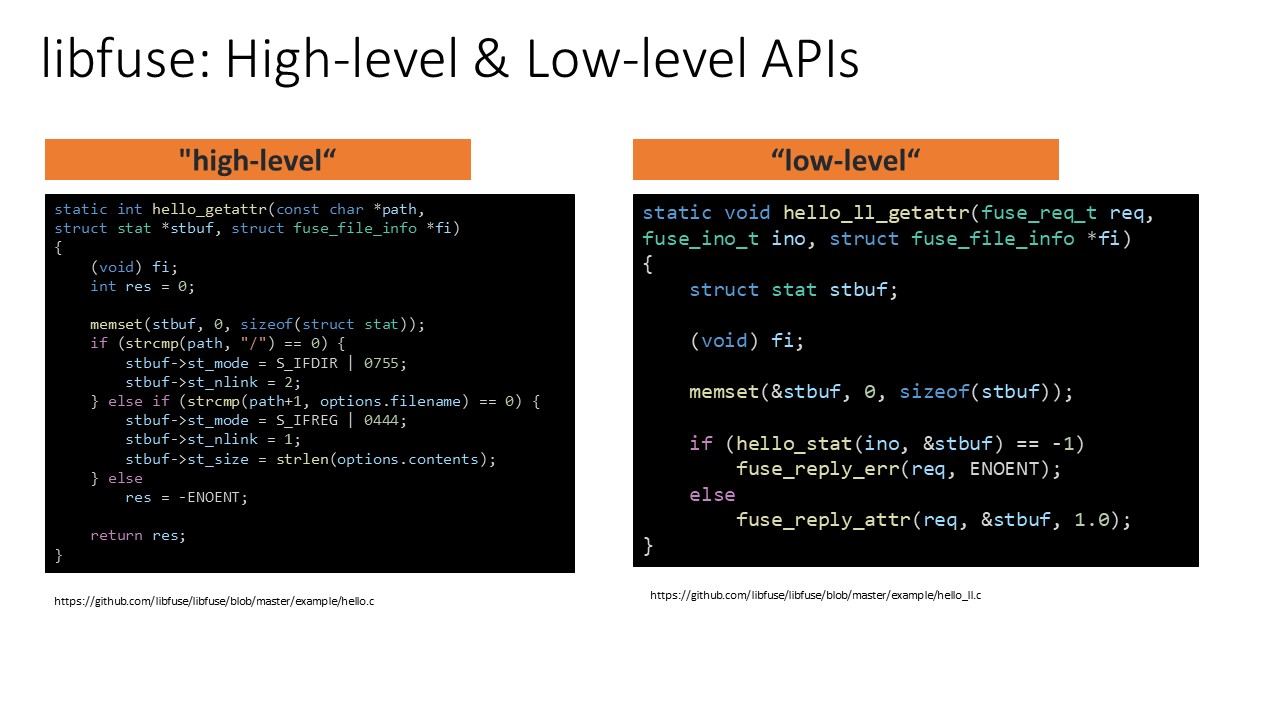 libfuse: High-level & Low-level APIs
"high-level“
static int hello_getattr(const char *path,
struct stat *stbuf, struct fuse_file_info *fi)
{
    (void) fi;
    int res = 0;

    memset(stbuf, 0, sizeof(struct stat));
    if (strcmp(path, "/") == 0) {
        stbuf->st_mode = S_IFDIR | 0755;
        stbuf->st_nlink = 2;
    } else if (strcmp(path+1, options.filename) == 0) {
        stbuf->st_mode = S_IFREG | 0444;
        stbuf->st_nlink = 1;
        stbuf->st_size = strlen(options.contents);
    } else
        res = -ENOENT;

    return res;
}
https://github.com/libfuse/libfuse/blob/master/example/hello.c
“low-level“
static void hello_ll_getattr(fuse_req_t req,
fuse_ino_t ino, struct fuse_file_info *fi)
{
    struct stat stbuf;

    (void) fi;

    memset(&stbuf, 0, sizeof(stbuf));

    if (hello_stat(ino, &stbuf) == -1)
        fuse_reply_err(req, ENOENT);
    else
        fuse_reply_attr(req, &stbuf, 1.0);
}
https://github.com/libfuse/libfuse/blob/master/example/hello_ll.c